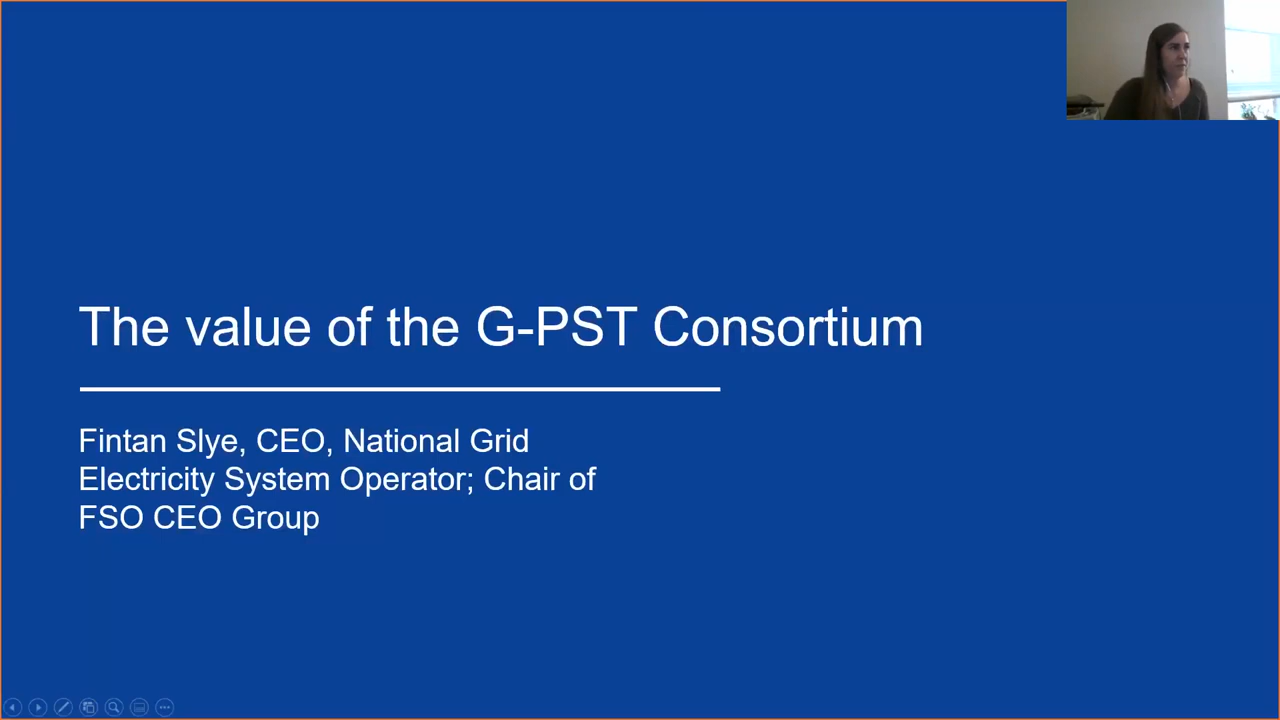 The value of the G-PST Consortium
Fintan Slye, CEO, National Grid
Electricity System Operator; Chair of
FSO CEO Group